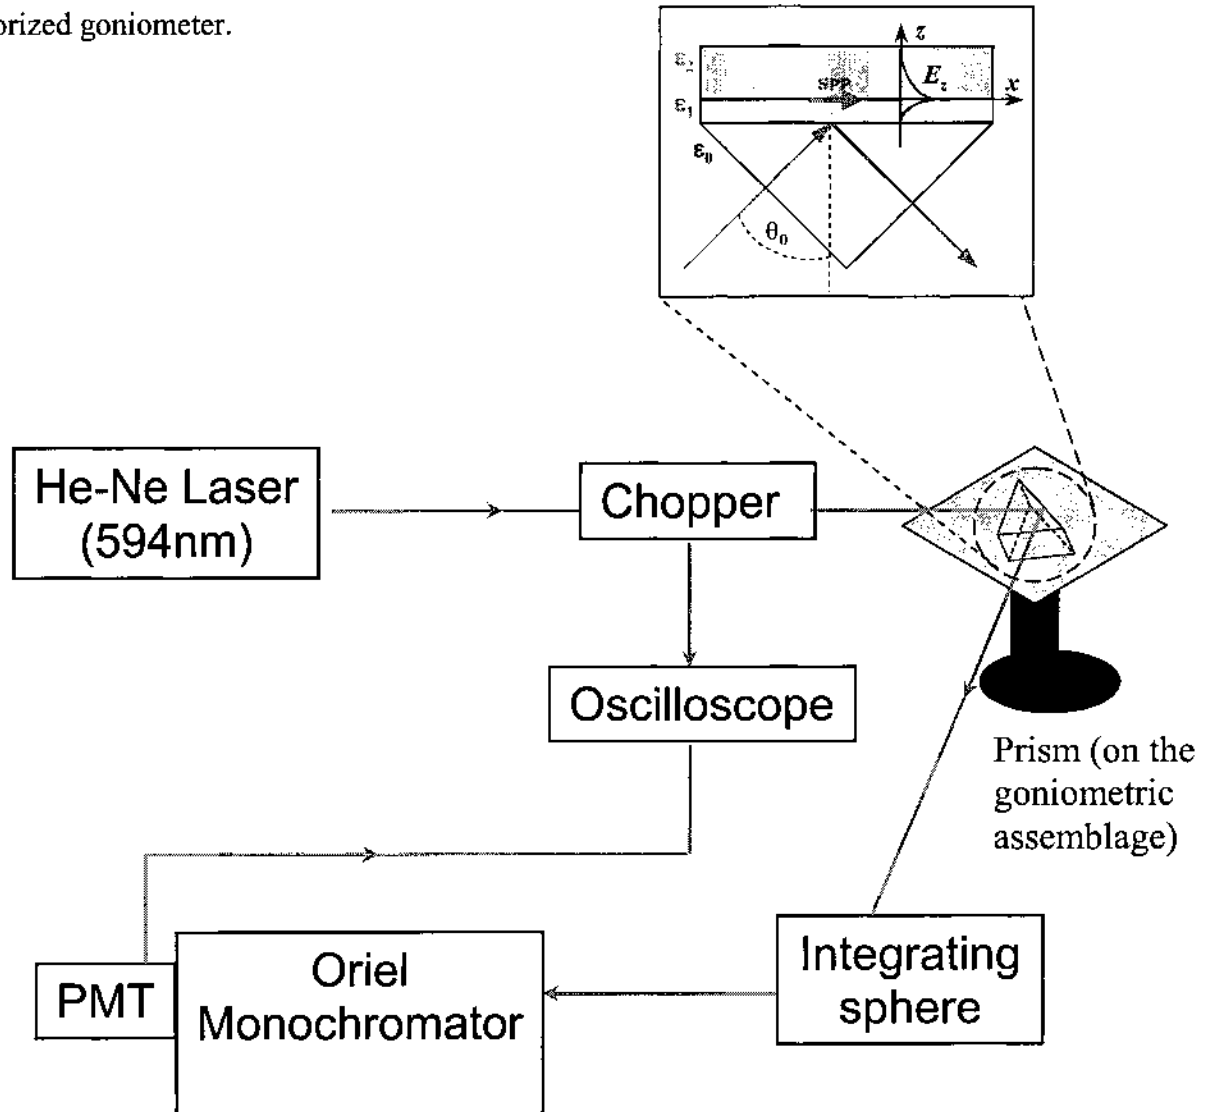 orized goniometer.
z
ε₂
SPP
E_z
x
ε₁
ε₀
θ₀
He-Ne Laser
(594nm)
Chopper
Oscilloscope
Prism (on the
goniometric
assemblage)
Integrating
sphere
PMT
Oriel
Monochromator